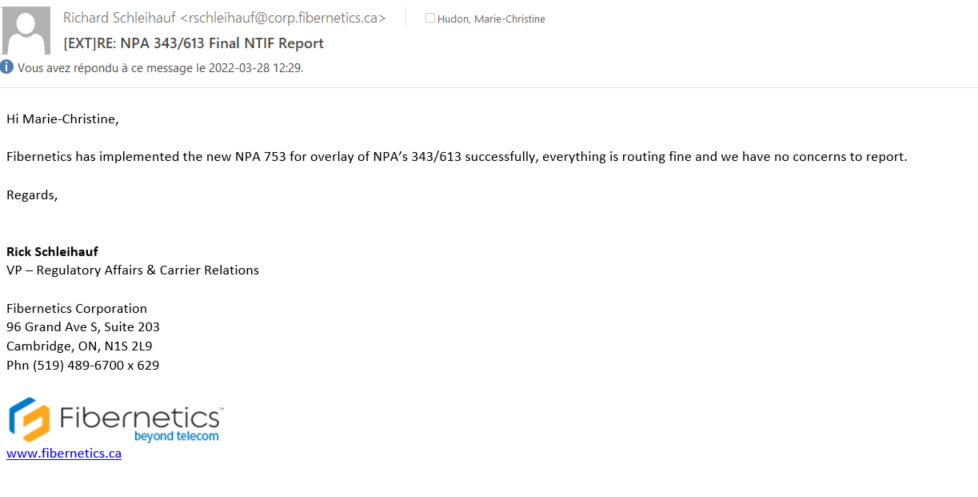 Richard Schleihauf <rschleihauf@corp.fibernetics.ca>
Hudon, Marie-Christine
[EXT]RE: NPA 343/613 Final NTIF Report
Vous avez répondu à ce message le 2022-03-28 12:29.
Hi Marie-Christine,
Fibernetics has implemented the new NPA 753 for overlay of NPA’s 343/613 successfully, everything is routing fine and we have no concerns to report.
Regards,
Rick Schleihauf
VP – Regulatory Affairs & Carrier Relations
Fibernetics Corporation
96 Grand Ave S, Suite 203
Cambridge, ON, N1S 2L9
Phn (519) 489-6700 x 629
Fibernetics™
beyond telecom
www.fibernetics.ca